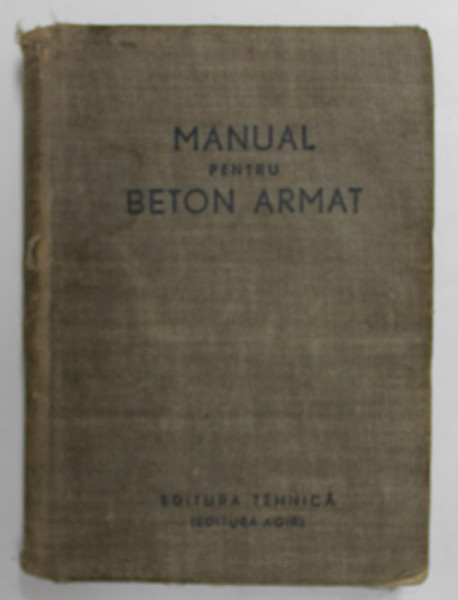 MANUAL
PENTRU
BETON ARMAT
EDITURA TEHNICĂ
(EDITURA AGIR)